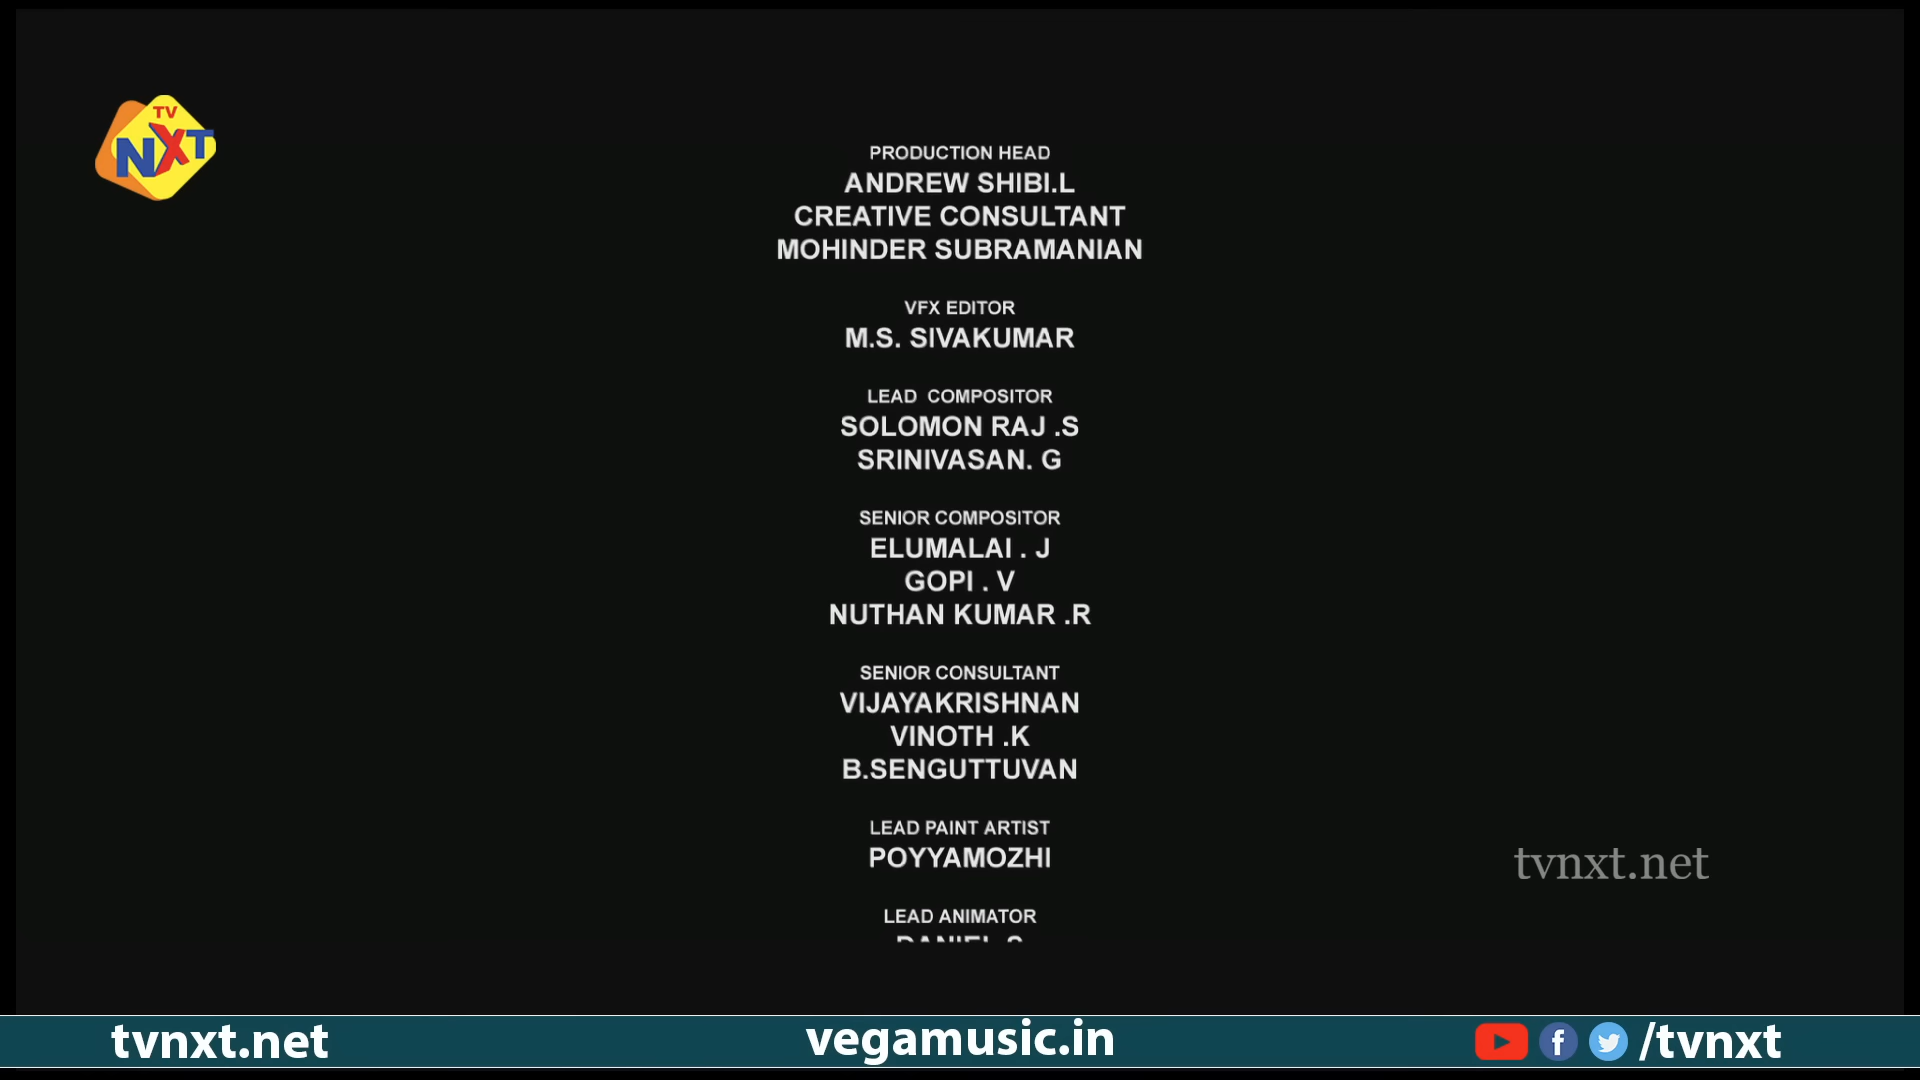 TV
NXT
PRODUCTION HEAD
ANDREW SHIBI.L
CREATIVE CONSULTANT
MOHINDER SUBRAMANIAN
VFX EDITOR
M.S. SIVAKUMAR
LEAD COMPOSITOR
SOLOMON RAJ .S
SRINIVASAN. G
SENIOR COMPOSITOR
ELUMALAI . J
GOPI . V
NUTHAN KUMAR .R
SENIOR CONSULTANT
VIJAYAKRISHNAN
VINOTH .K
B.SENGUTTUVAN
LEAD PAINT ARTIST
POYYAMOZHI
tvnxt.net
LEAD ANIMATOR
tvnxt.net
vegamusic.in
/tvnxt